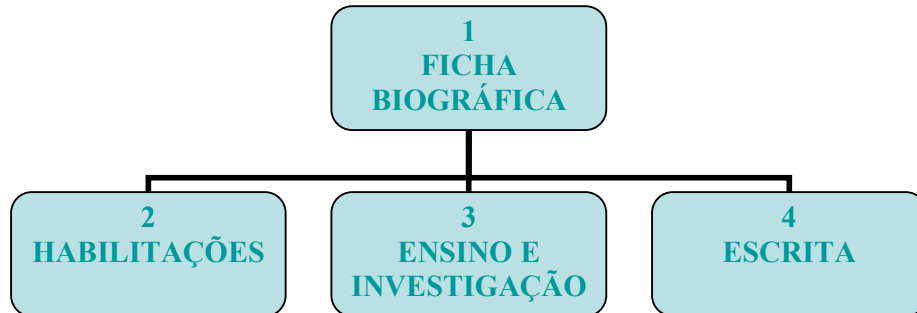 1
FICHA
BIOGRÁFICA
2
HABILITAÇÕES
3
ENSINO E
INVESTIGAÇÃO
4
ESCRITA